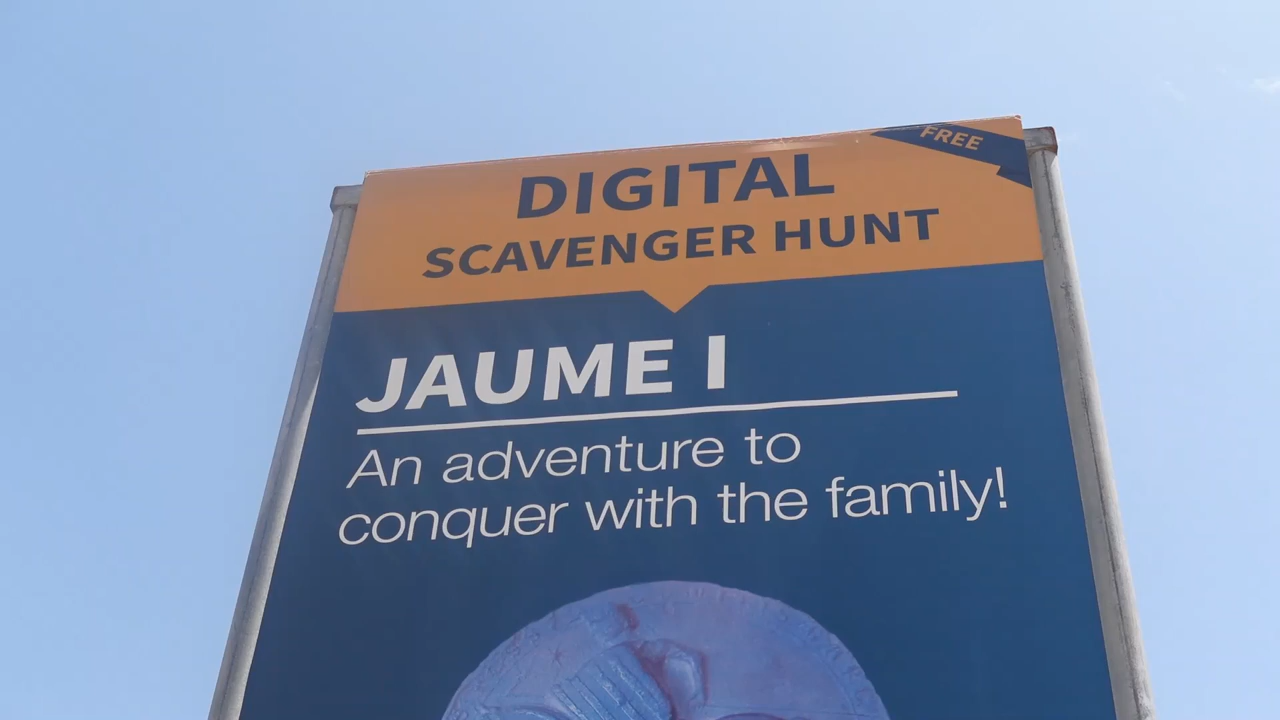 FREE
DIGITAL
SCAVENGER HUNT
JAUME I
An adventure to
conquer with the family!